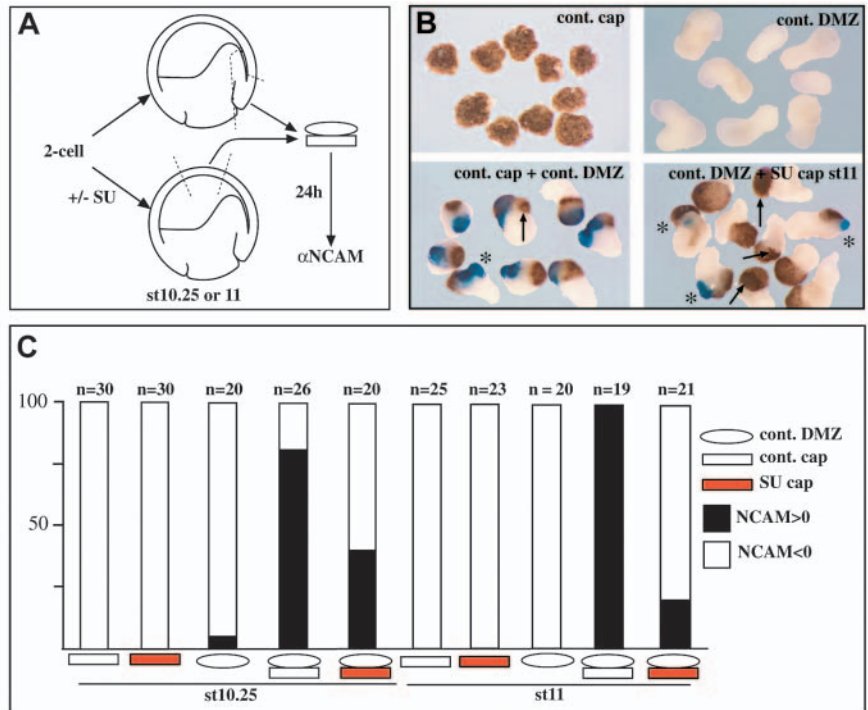 A
2-cell
+/- SU
24h
αNCAM
st10.25 or 11
B
cont. cap
cont. DMZ
cont. cap + cont. DMZ
*
cont. DMZ + SU cap st11
*
*
*
C
n=30 n=30 n=20 n=26 n=20 n=25 n=23 n = 20 n=19 n=21
100
50
cont. DMZ
cont. cap
SU cap
NCAM>0
NCAM<0
st10.25 st11